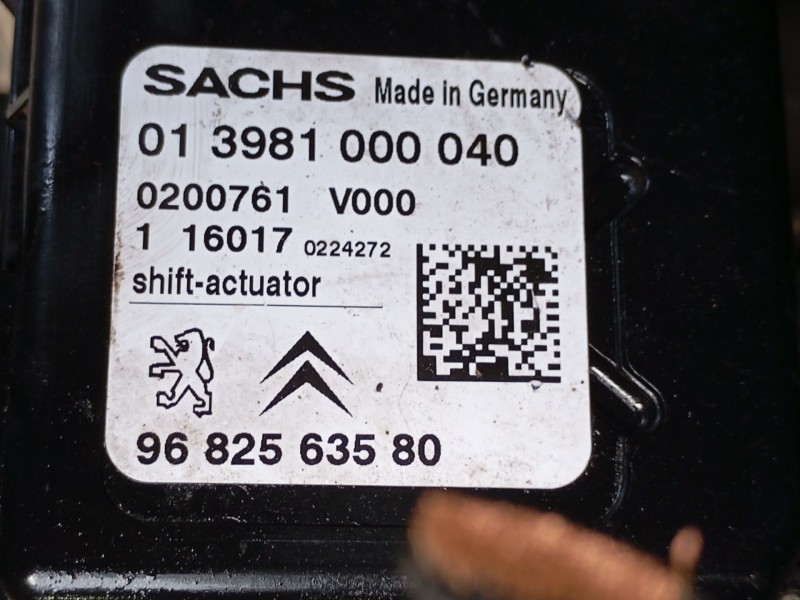 SACHS Made in Germany
01 3981 000 040
0200761 V000
1 16017 0224272
shift-actuator
96 825 635 80